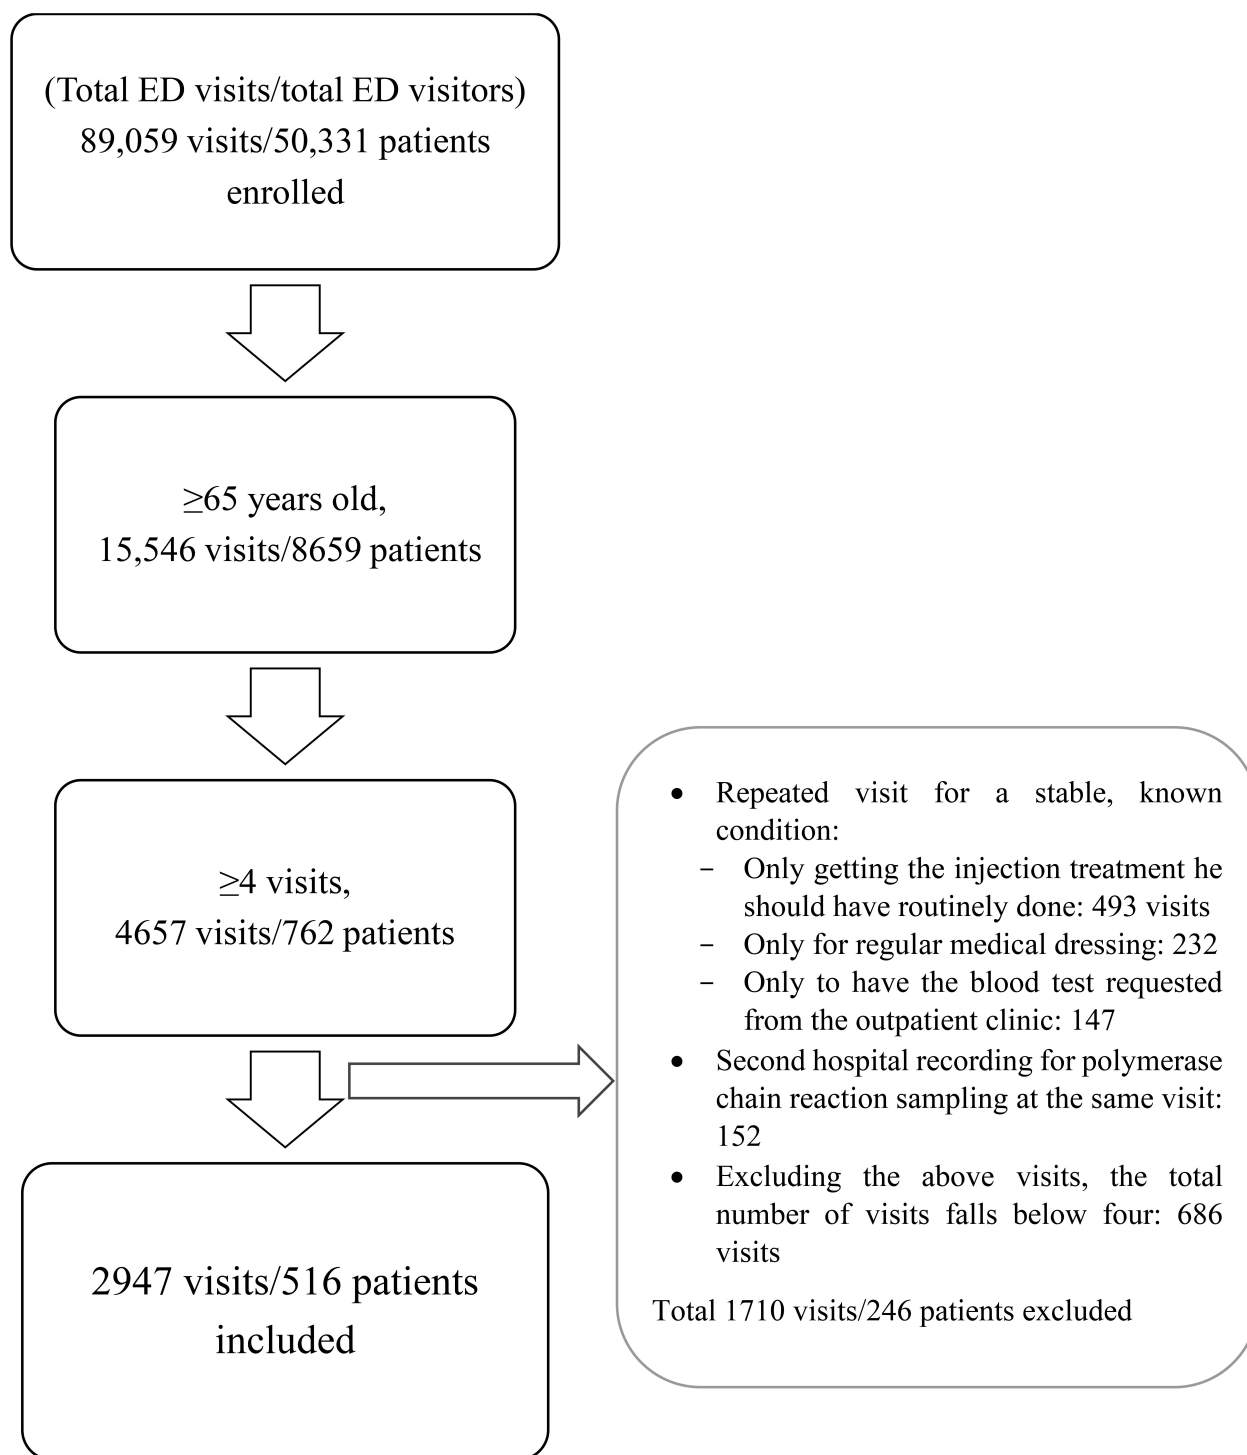 (Total ED visits/total ED visitors)
89,059 visits/50,331 patients
enrolled
≥65 years old,
15,546 visits/8659 patients
≥4 visits,
4657 visits/762 patients
• Repeated visit for a stable, known
condition:
- Only getting the injection treatment he
should have routinely done: 493 visits
- Only for regular medical dressing: 232
- Only to have the blood test requested
from the outpatient clinic: 147
• Second hospital recording for polymerase
chain reaction sampling at the same visit:
152
• Excluding the above visits, the total
number of visits falls below four: 686
visits
Total 1710 visits/246 patients excluded
2947 visits/516 patients
included